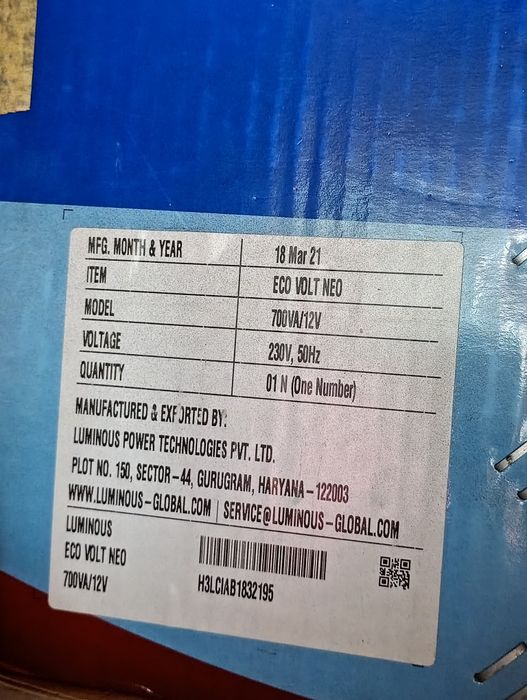 MFG. MONTH & YEAR 18 Mar 21
ITEM ECO VOLT NEO
MODEL 700VA/12V
VOLTAGE 230V, 50Hz
QUANTITY 01 N (One Number)
MANUFACTURED & EXPORTED BY:
LUMINOUS POWER TECHNOLOGIES PVT. LTD.
PLOT NO. 150, SECTOR-44, GURUGRAM, HARYANA-122003
WWW.LUMINOUS-GLOBAL.COM | SERVICE@LUMINOUS-GLOBAL.COM
LUMINOUS
ECO VOLT NEO
700VA/12V H3LCIAB1832195